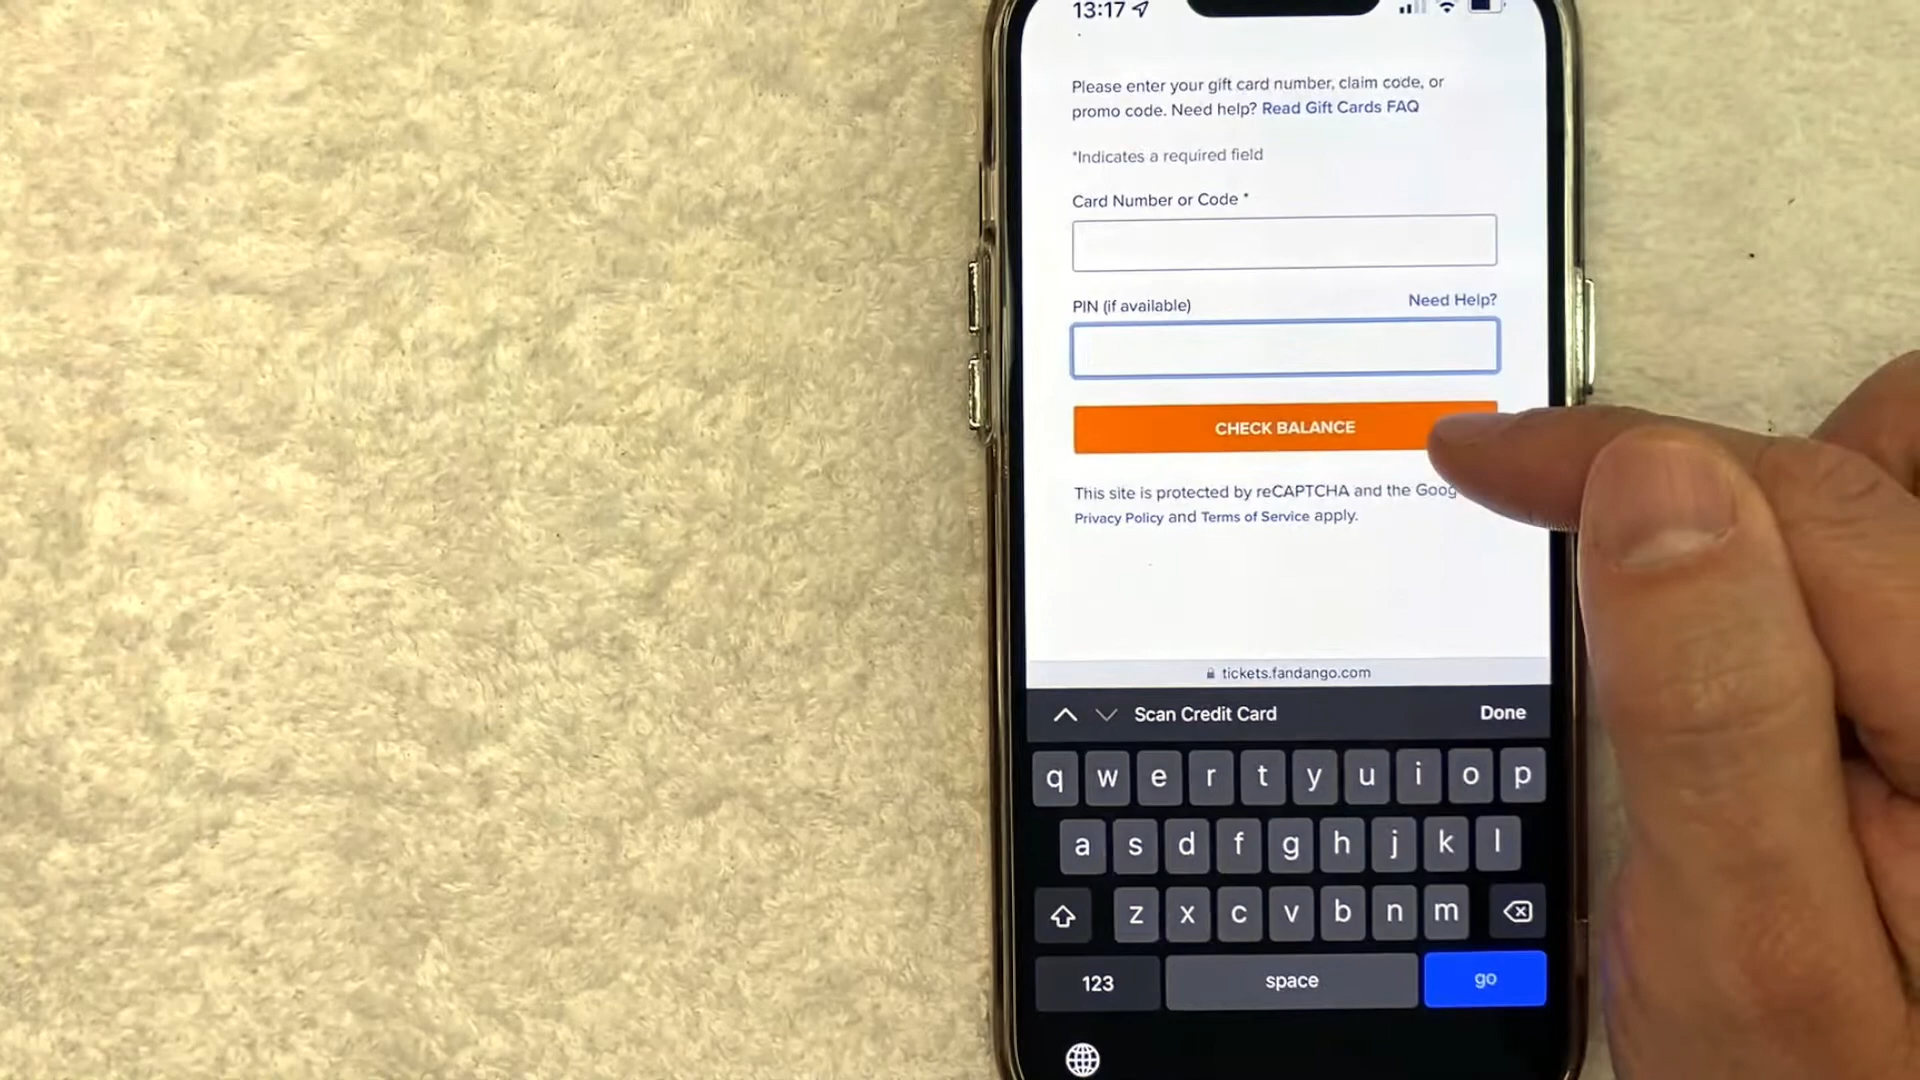 13:17
Please enter your gift card number, claim code, or
promo code. Need help? Read Gift Cards FAQ
*Indicates a required field
Card Number or Code *
PIN (if available) Need Help?
CHECK BALANCE
This site is protected by reCAPTCHA and the Goog
Privacy Policy and Terms of Service apply.
tickets.fandango.com
Scan Credit Card Done
q w e r t y u i o p
a s d f g h j k l
z x c v b n m
123 space go